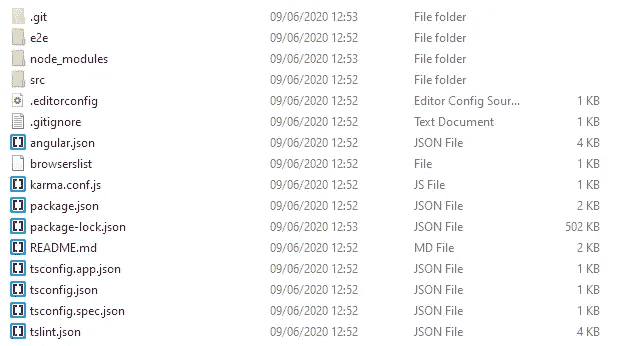 .git 09/06/2020 12:53 File folder
e2e 09/06/2020 12:52 File folder
node_modules 09/06/2020 12:53 File folder
src 09/06/2020 12:52 File folder
.editorconfig 09/06/2020 12:52 Editor Config Sour... 1 KB
.gitignore 09/06/2020 12:52 Text Document 1 KB
angular.json 09/06/2020 12:52 JSON File 4 KB
browserslist 09/06/2020 12:52 File 1 KB
karma.conf.js 09/06/2020 12:52 JS File 1 KB
package.json 09/06/2020 12:52 JSON File 2 KB
package-lock.json 09/06/2020 12:53 JSON File 502 KB
README.md 09/06/2020 12:52 MD File 2 KB
tsconfig.app.json 09/06/2020 12:52 JSON File 1 KB
tsconfig.json 09/06/2020 12:52 JSON File 1 KB
tsconfig.spec.json 09/06/2020 12:52 JSON File 1 KB
tslint.json 09/06/2020 12:52 JSON File 4 KB